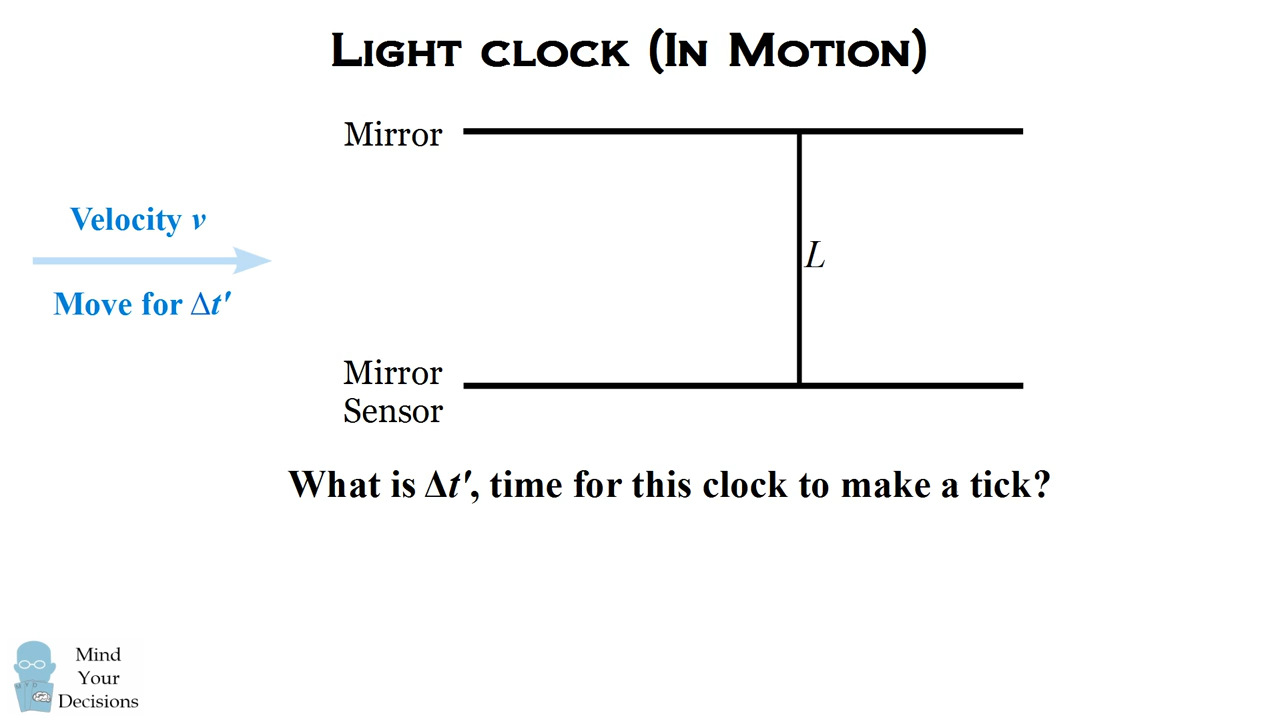 Light clock (In Motion)
Mirror
Velocity v
L
Move for Δt′
Mirror
Sensor
What is Δt′, time for this clock to make a tick?
Mind
Your
Decisions